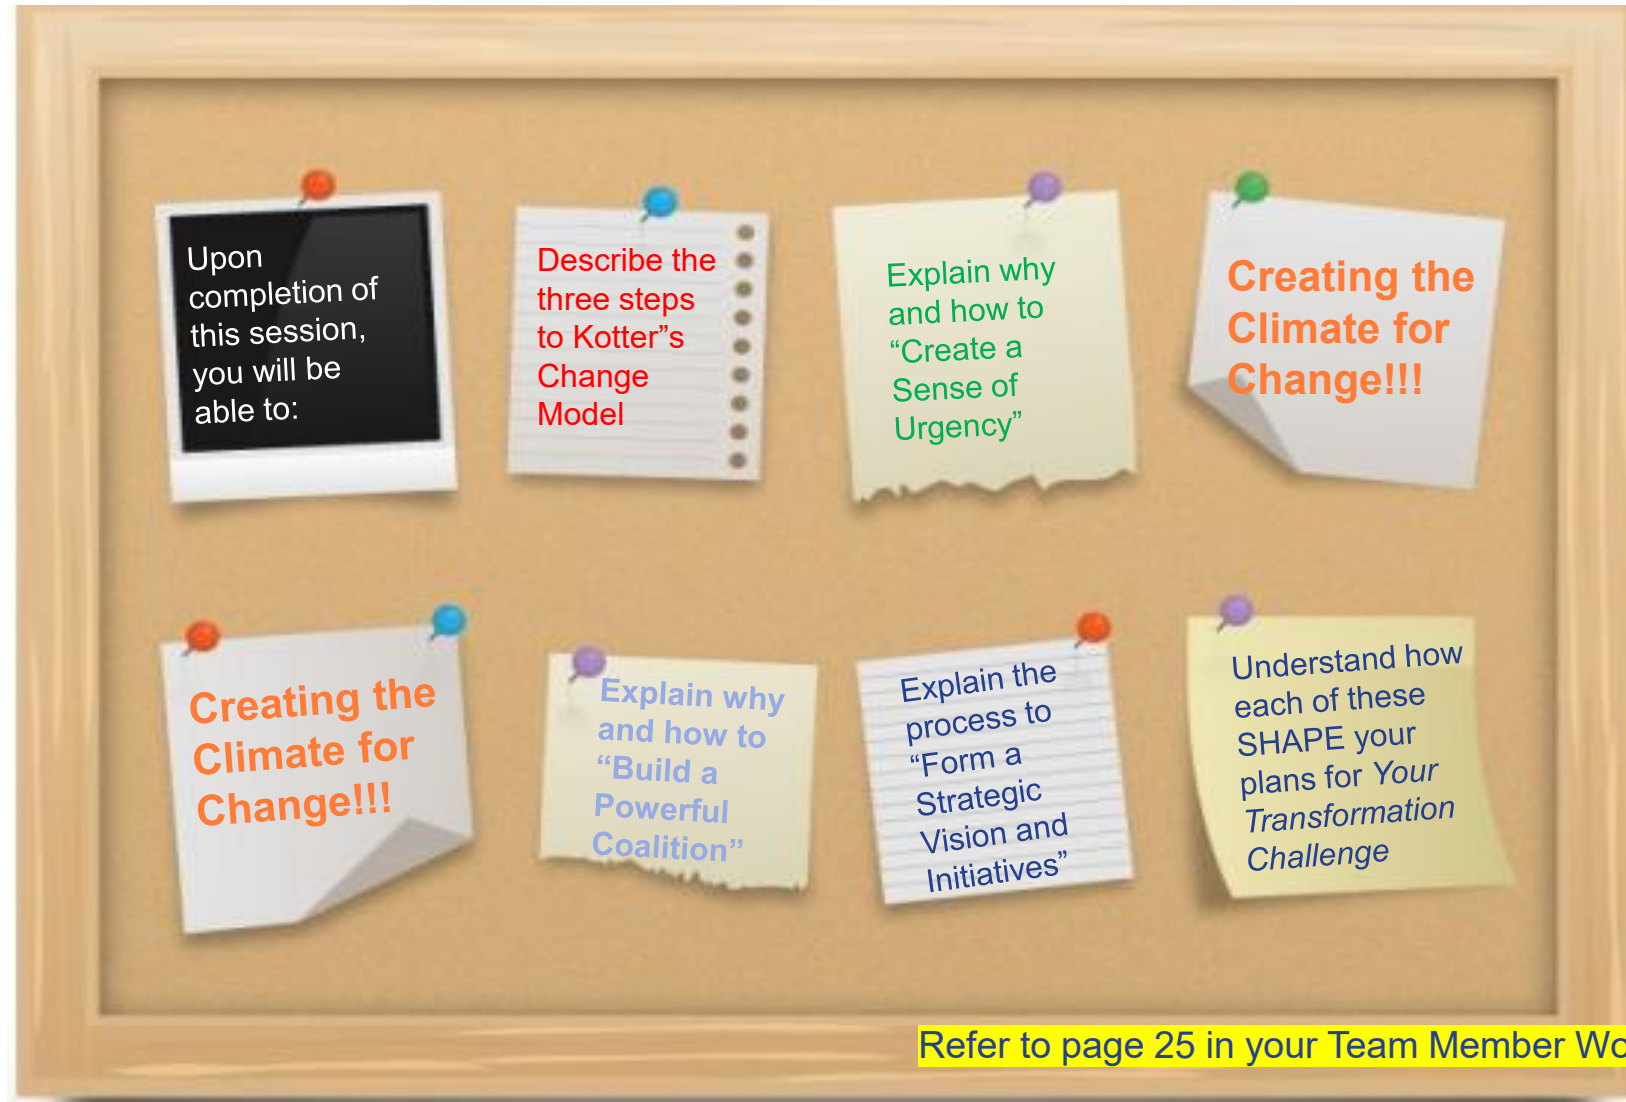 Upon
completion of
this session,
you will be
able to:
Describe the
three steps
to Kotter”s
Change
Model
Explain why
and how to
“Create a
Sense of
Urgency”
Creating the
Climate for
Change!!!
Creating the
Climate for
Change!!!
Explain why
and how to
“Build a
Powerful
Coalition”
Explain the
process to
“Form a
Strategic
Vision and
Initiatives”
Understand how
each of these
SHAPE your
plans for Your
Transformation
Challenge
Refer to page 25 in your Team Member